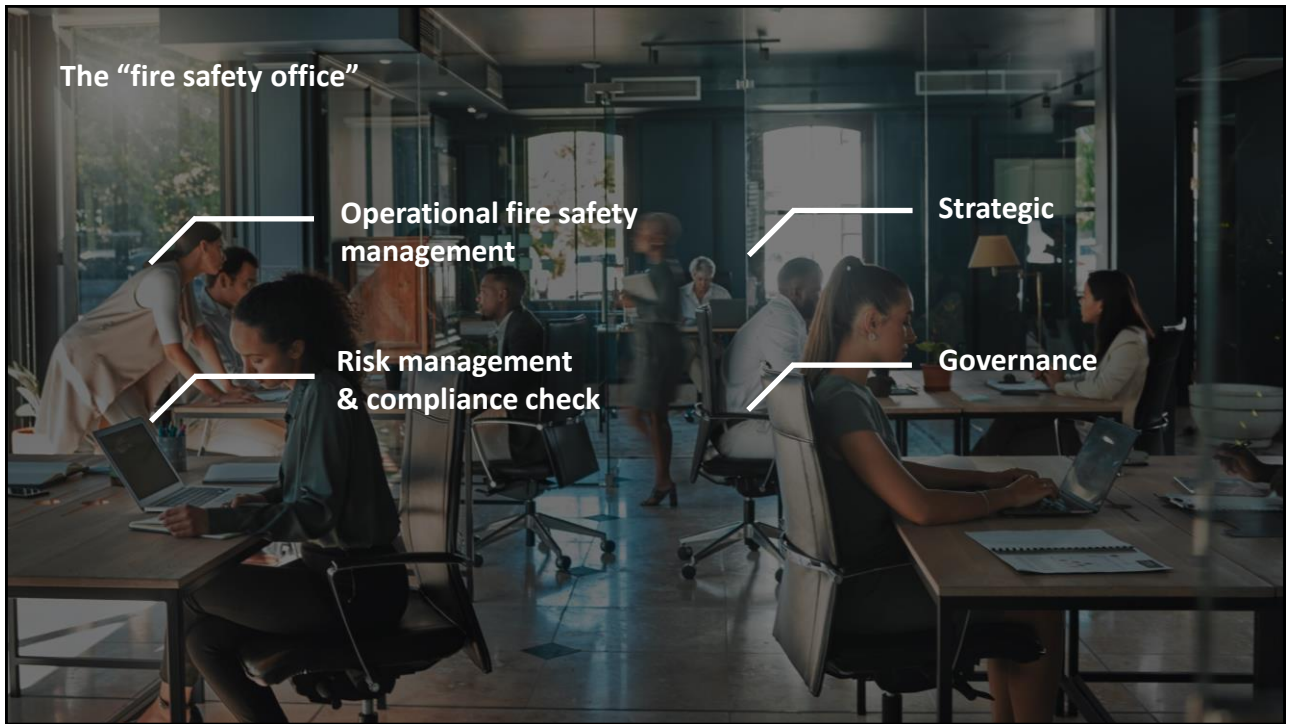 The “fire safety office”
Operational fire safety
management
Strategic
Risk management
& compliance check
Governance